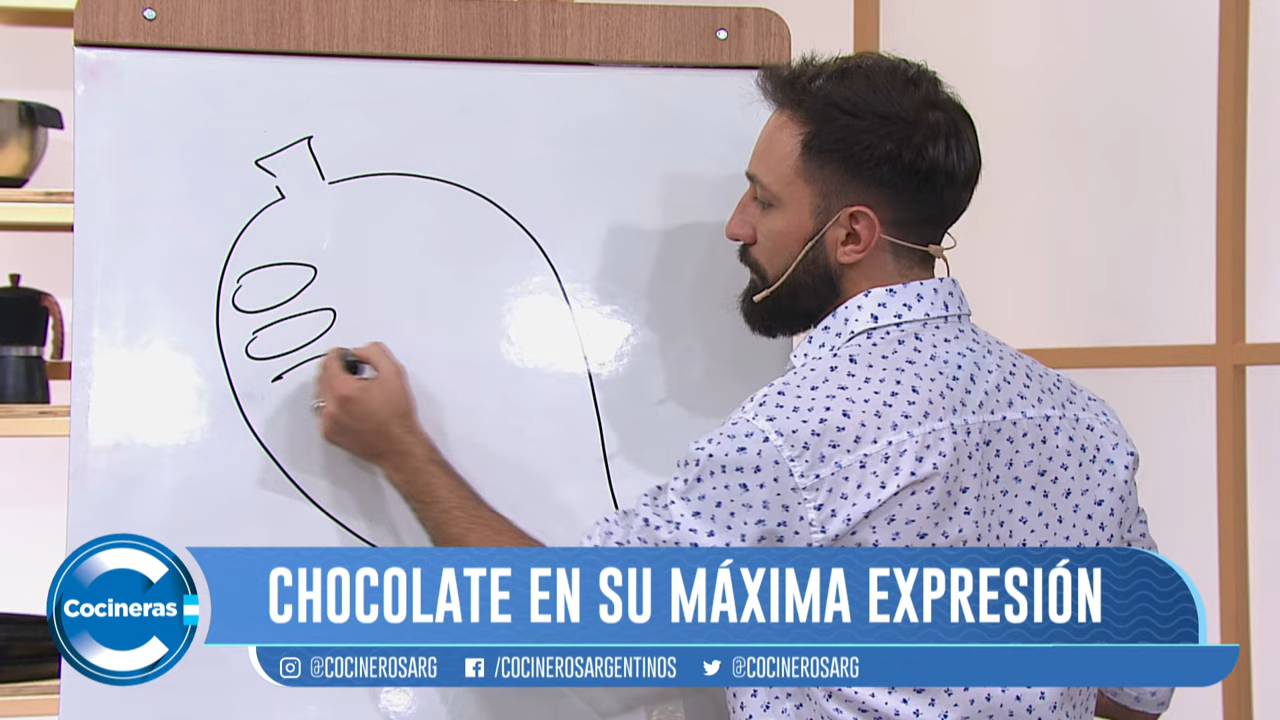 CHOCOLATE EN SU MÁXIMA EXPRESIÓN
Cocineras
@COCINEROSARG /COCINEROSARGENTINOS @COCINEROSARG